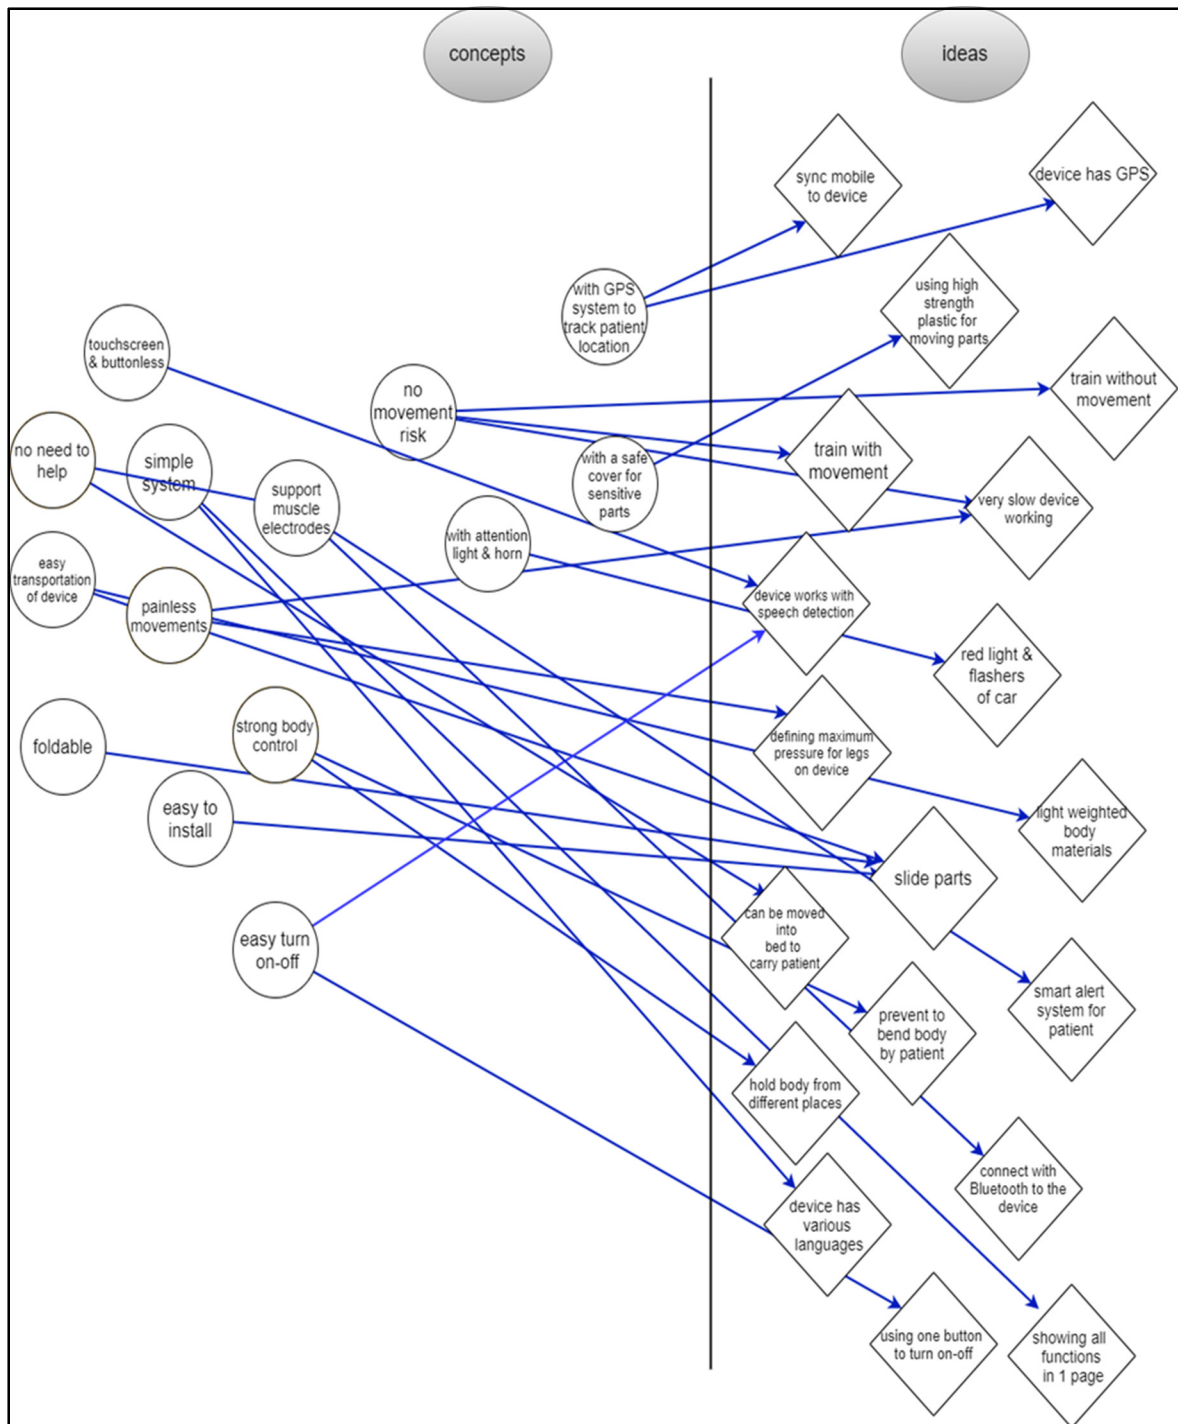 concepts
ideas
sync mobile
to device
device has GPS
with GPS
system to
track patient
location
using high
strength
plastic for
moving parts
touchscreen
& buttonless
no
movement
risk
train without
movement
no need to
help
simple
system
support
muscle
electrodes
with a safe
cover for
sensitive
parts
train with
movement
very slow device
working
with attention
light & horn
easy
transportation
of device
painless
movements
device works with
speech detection
red light &
flashers
of car
foldable
strong body
control
defining maximum
pressure for legs
on device
easy to
install
light weighted
body
materials
slide parts
easy turn
on-off
can be moved
into
bed to
carry patient
smart alert
system for
patient
prevent to
bend body
by patient
hold body from
different places
connect with
Bluetooth to the
device
device has
various
languages
using one button
to turn on-off
showing all
functions
in 1 page